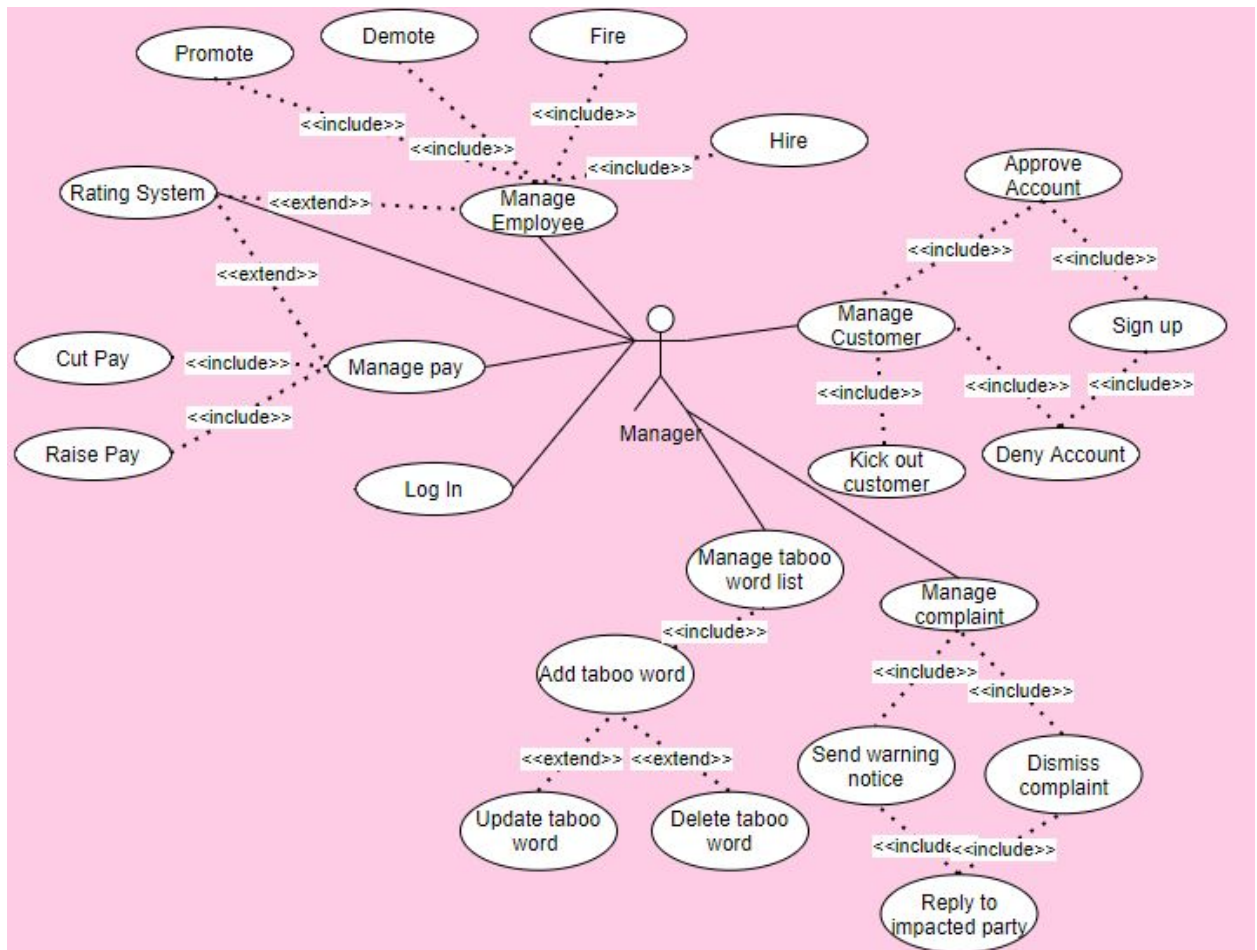 Promote
Demote
Fire
<<include>>
<<include>>
<<include>>
Hire
<<include>>
Rating System
<<extend>>
Manage
Employee
<<extend>>
Cut Pay
<<include>>
Manage pay
<<include>>
Raise Pay
Log In
Manager
Approve
Account
<<include>>
<<include>>
Manage
Customer
Sign up
<<include>>
<<include>>
<<include>>
Kick out
customer
Deny Account
Manage taboo
word list
<<include>>
Add taboo word
<<extend>>
<<extend>>
Update taboo
word
Delete taboo
word
Manage
complaint
<<include>>
<<include>>
Send warning
notice
Dismiss
complaint
<<include
<<include>>
Reply to
impacted party